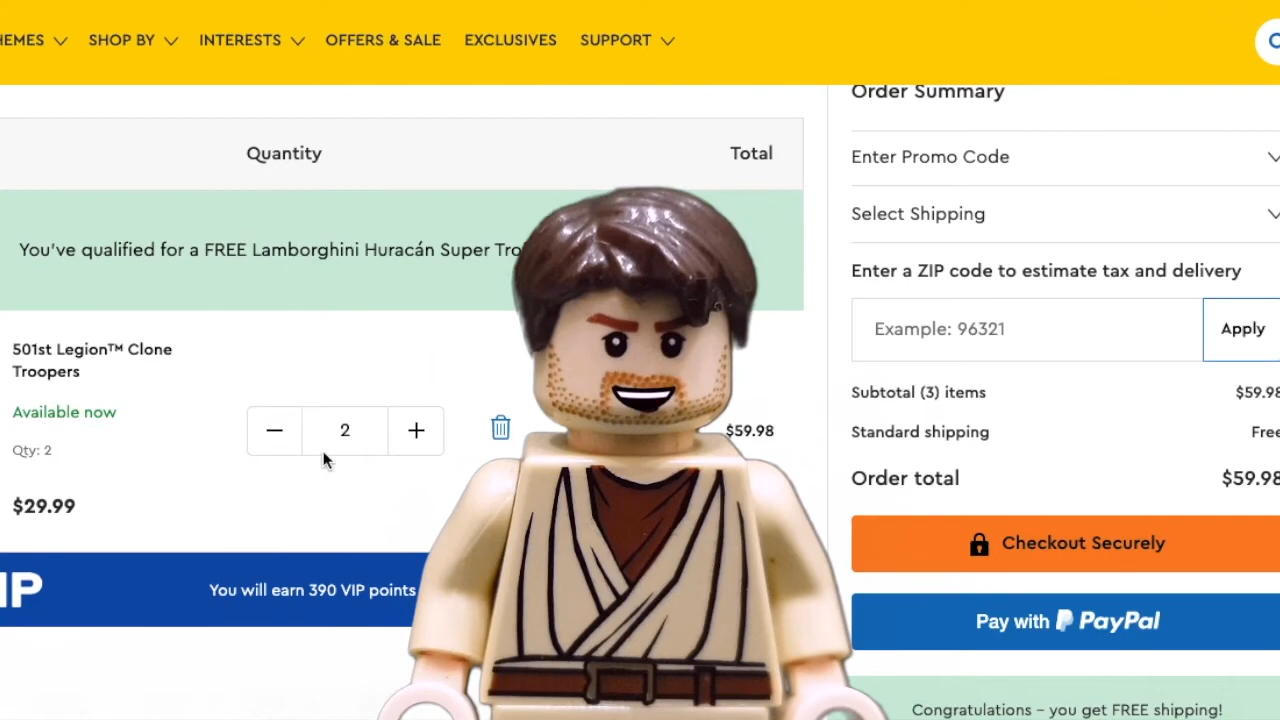 SHOP BY
INTERESTS
OFFERS & SALE
EXCLUSIVES
SUPPORT
Order Summary
Quantity
Total
Enter Promo Code
Select Shipping
You've qualified for a FREE Lamborghini Huracán Super
Enter a ZIP code to estimate tax and delivery
Example: 96321
Apply
501st Legion™ Clone
Troopers
Available now
Qty: 2
2
$59.98
$29.99
Subtotal (3) items
$59.98
Standard shipping
Free
Order total
$59.98
Checkout Securely
You will earn 390 VIP points
Pay with PayPal
Congratulations – you get FREE shipping!